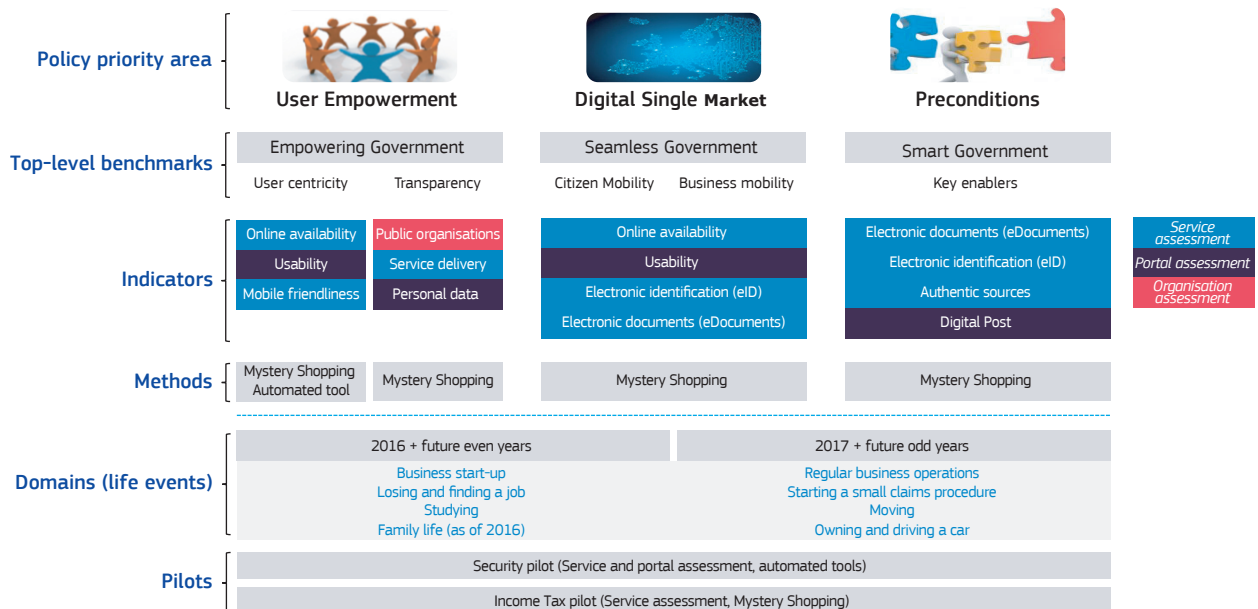 Policy priority area
User Empowerment
Digital Single Market
Preconditions
Top-level benchmarks
Empowering Government
Seamless Government
Smart Government
User centricity
Transparency
Citizen Mobility
Business mobility
Key enablers
Indicators
Online availability
Usability
Mobile friendliness
Public organisations
Service delivery
Personal data
Online availability
Usability
Electronic identification (eID)
Electronic documents (eDocuments)
Electronic documents (eDocuments)
Electronic identification (eID)
Authentic sources
Digital Post
Service
assessment
Portal assessment
Organisation
assessment
Methods
Mystery Shopping
Automated tool
Mystery Shopping
Mystery Shopping
Mystery Shopping
Domains (life events)
2016 + future even years
Business start-up
Losing and finding a job
Studying
Family life (as of 2016)
2017 + future odd years
Regular business operations
Starting a small claims procedure
Moving
Owning and driving a car
Pilots
Security pilot (Service and portal assessment, automated tools)
Income Tax pilot (Service assessment, Mystery Shopping)